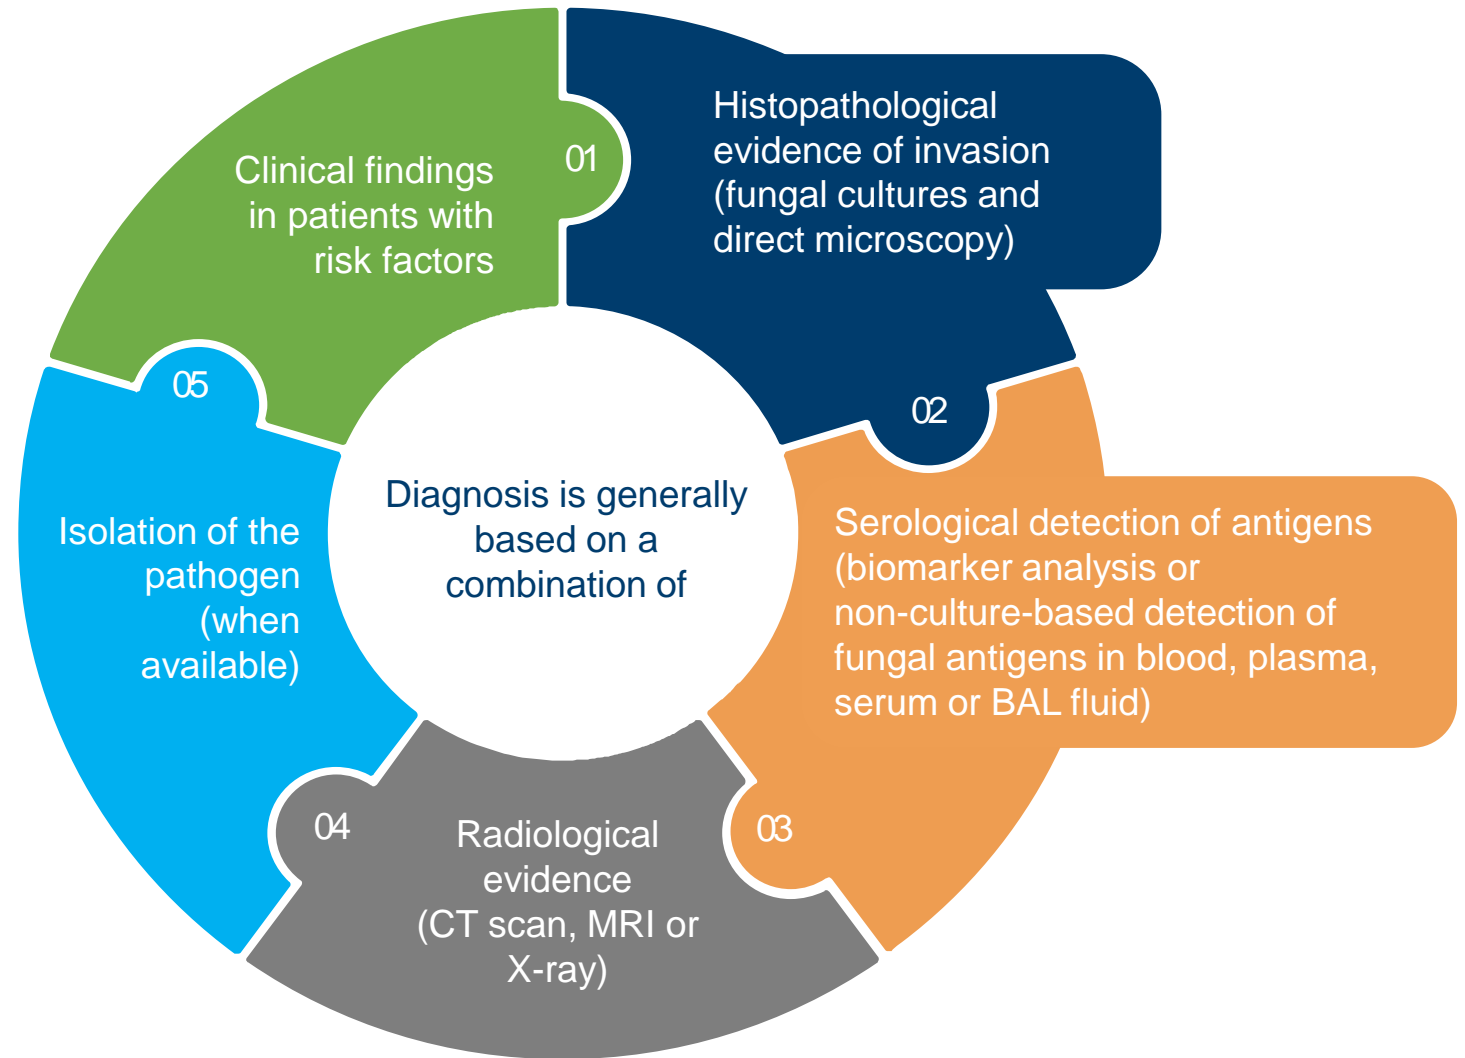 Diagnosis is generally
based on a
combination of
01
Clinical findings
in patients with
risk factors
02
Histopathological
evidence of invasion
(fungal cultures and
direct microscopy)
03
Serological detection of antigens
(biomarker analysis or
non-culture-based detection of
fungal antigens in blood, plasma,
serum or BAL fluid)
04
Radiological
evidence
(CT scan, MRI or
X-ray)
05
Isolation of the
pathogen
(when
available)